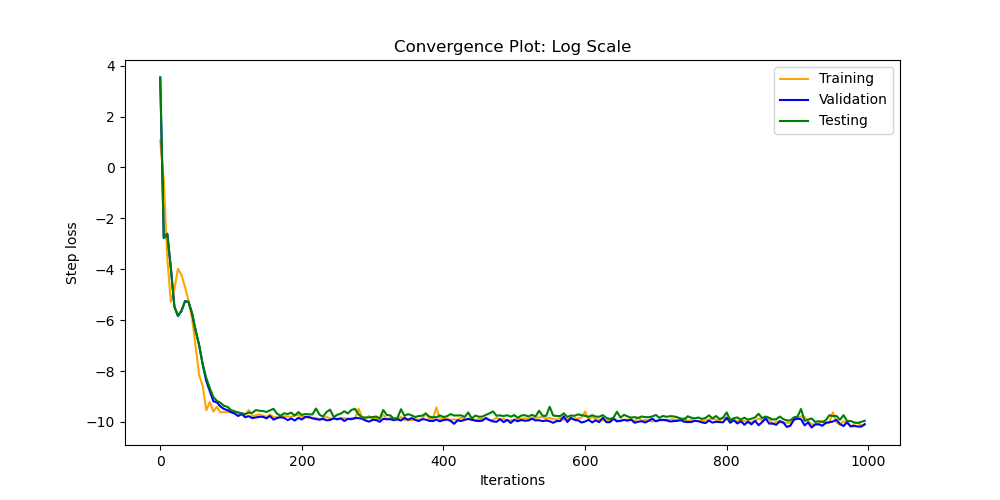 Convergence Plot: Log Scale
Training
Validation
Testing
4
2
0
−2
−4
−6
−8
−10
Step loss
0
200
400
600
800
1000
Iterations